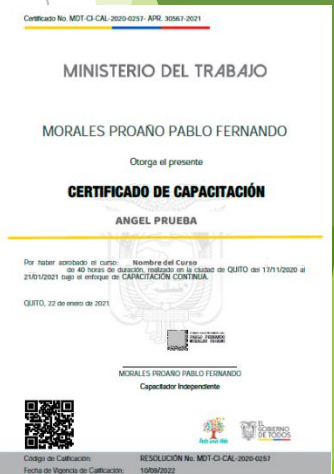 Certificado No. MDT-CI-CAL-2020-0257- APR. 30567-2021
MINISTERIO DEL TRABAJO
MORALES PROAÑO PABLO FERNANDO
Otorga el presente
CERTIFICADO DE CAPACITACIÓN
ANGEL PRUEBA
Por haber aprobado el curso: Nombre del Curso
de 40 horas de duración, realizado en la ciudad de QUITO del 17/11/2020 al
21/01/2021 bajo el enfoque de CAPACITACIÓN CONTINUA.
QUITO, 22 de enero de 2021
PABLO FERNANDO
MORALES PROAÑO
MORALES PROAÑO PABLO FERNANDO
Capacitador Independiente
EL
GOBIERNO
DE TODOS
Código de Calificación: RESOLUCIÓN No. MDT-CI-CAL-2020-0257
Fecha de Vigencia de Calificación: 10/09/2022